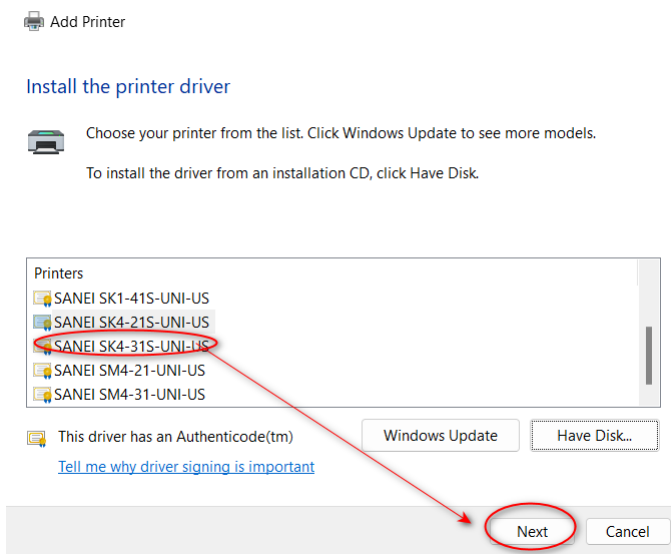 Add Printer
Install the printer driver
Choose your printer from the list. Click Windows Update to see more models.
To install the driver from an installation CD, click Have Disk.
Printers
SANEI SK1-41S-UNI-US
SANEI SK4-21S-UNI-US
SANEI SK4-31S-UNI-US
SANEI SM4-21-UNI-US
SANEI SM4-31-UNI-US
This driver has an Authenticode(tm)
Windows Update
Have Disk...
Tell me why driver signing is important
Next
Cancel